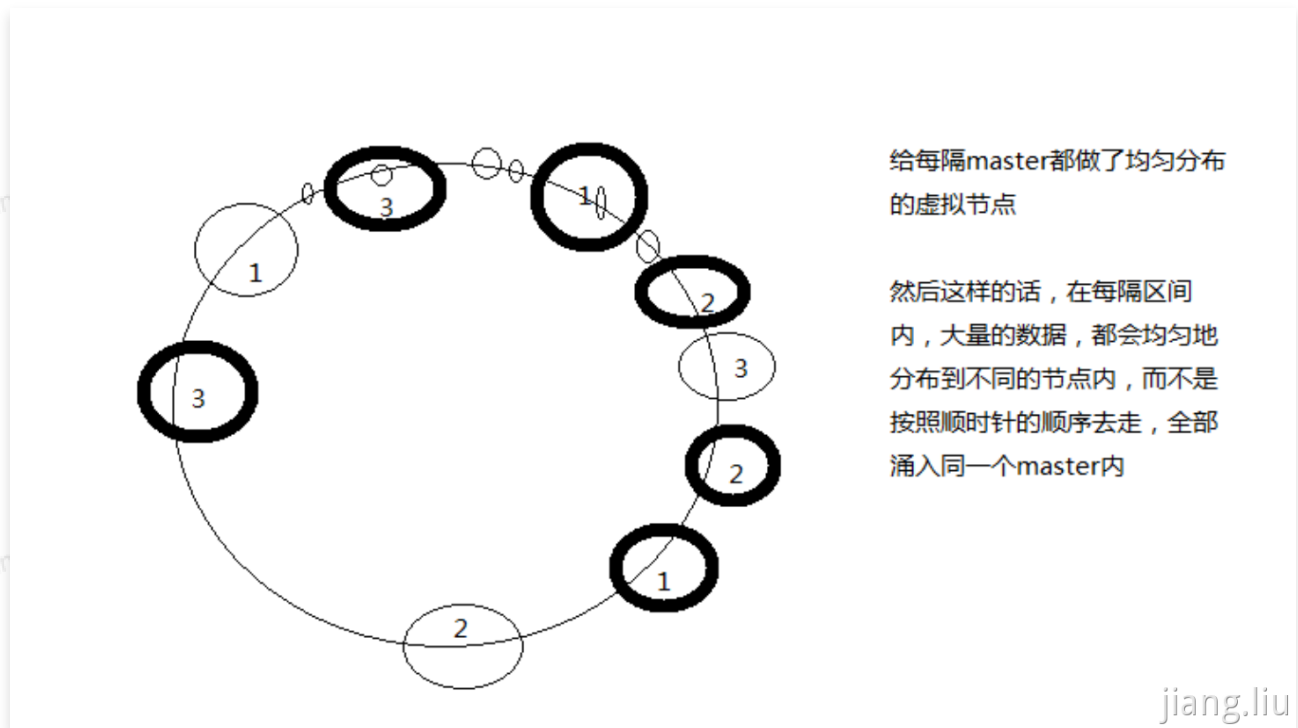 3
1
2
1
3
3
2
1
2
给每隔master都做了均匀分布
的虚拟节点
然后这样的话，在每隔区间
内，大量的数据，都会均匀地
分布到不同的节点内，而不是
按照顺时针的顺序去走，全部
涌入同一个master内
jiang.liu